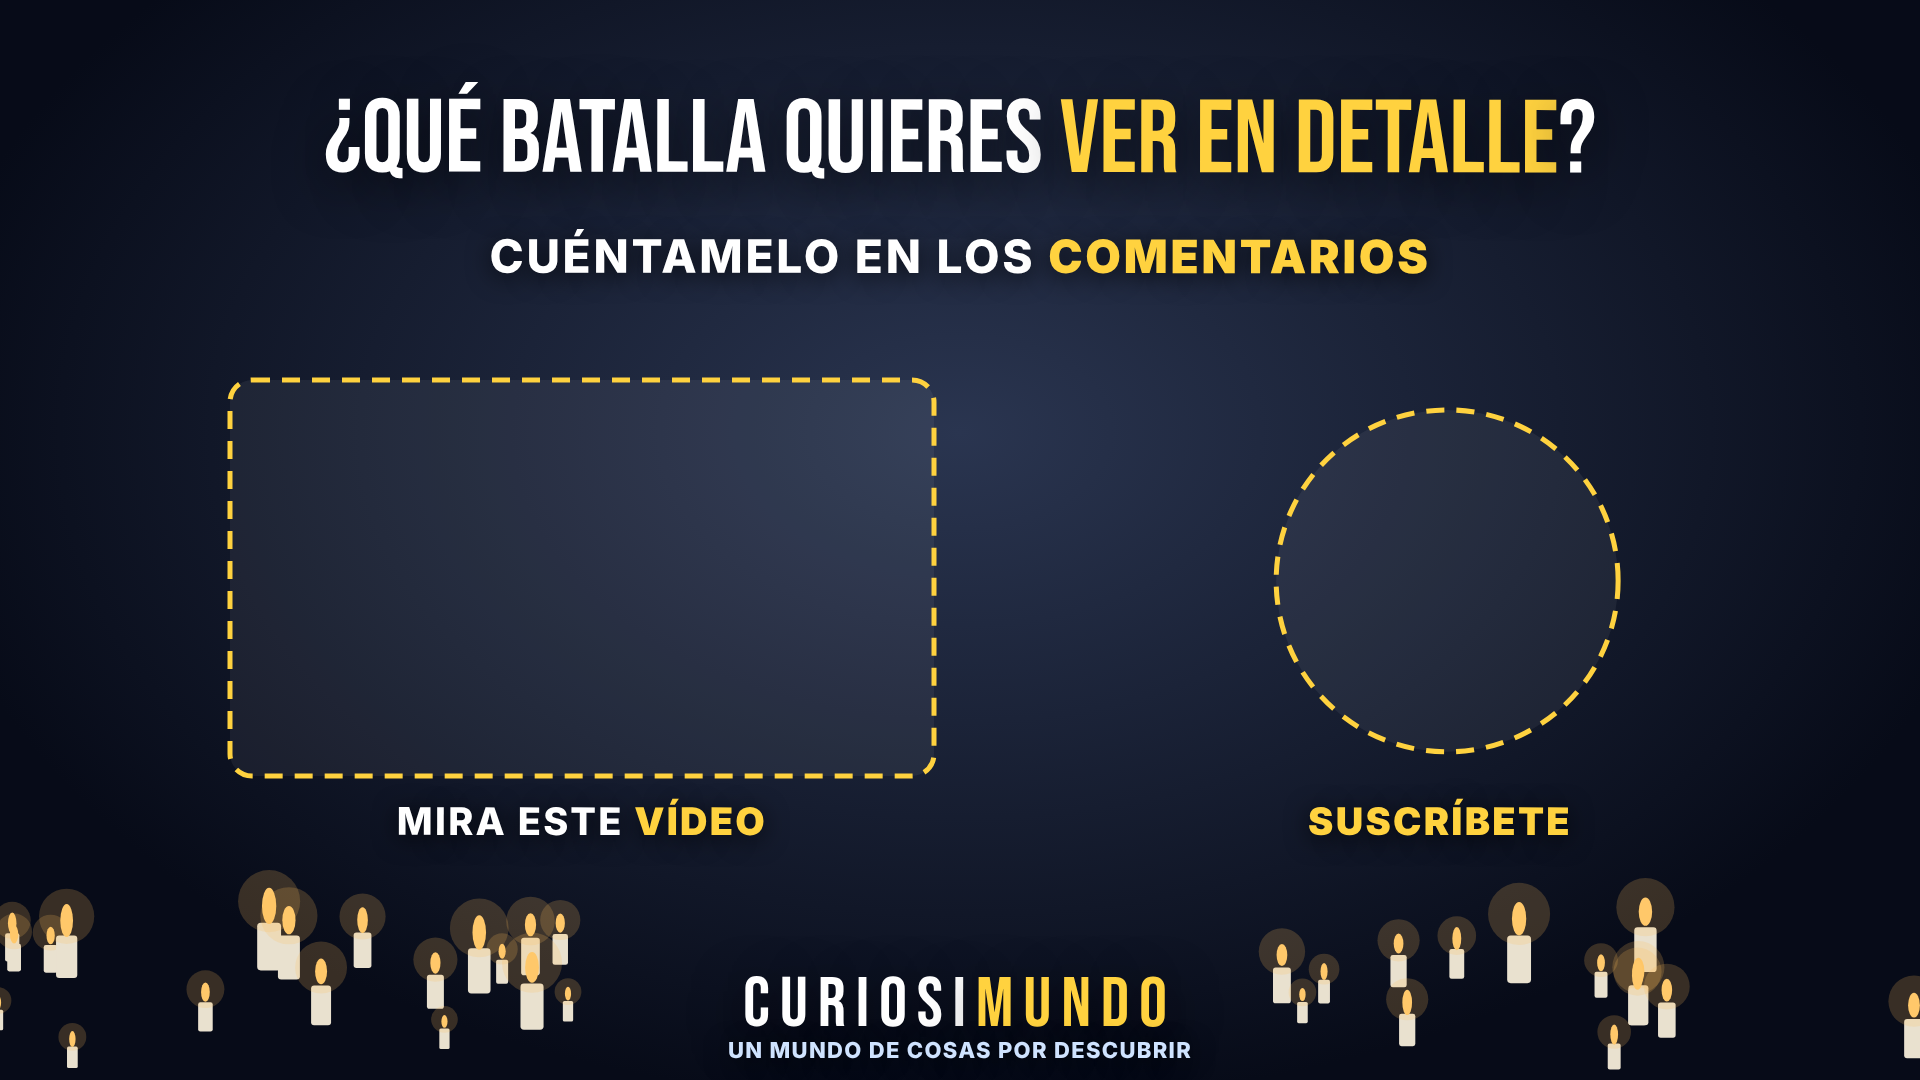 ¿QUÉ BATALLA QUIERES VER EN DETALLE?
CUÉNTAMELO EN LOS COMENTARIOS
MIRA ESTE VÍDEO
SUSCRÍBETE
CURIOSIMUNDO
UN MUNDO DE COSAS POR DESCUBRIR